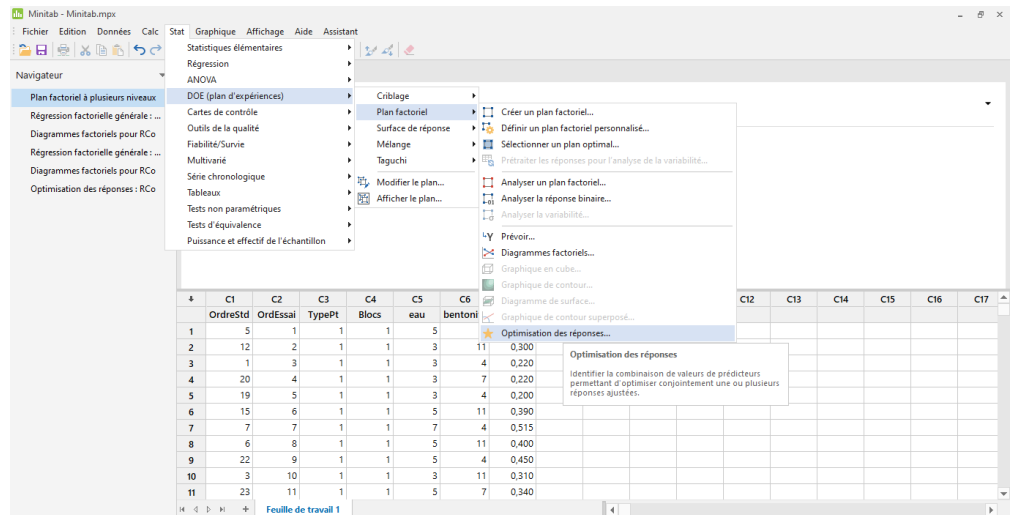 Minitab - Minitab.mpx
Fichier Edition Données Calc Stat Graphique Affichage Aide Assistant
Navigateur
Plan factoriel à plusieurs niveaux
Régression factorielle générale : ...
Diagrammes factoriels pour RCo
Régression factorielle générale : ...
Diagrammes factoriels pour RCo
Optimisation des réponses : RCo
Statistiques élémentaires
Régression
ANOVA
DOE (plan d'expériences)
Cartes de contrôle
Outils de la qualité
Fiabilité/Survie
Multivarié
Série chronologique
Tableaux
Tests non paramétriques
Tests d'équivalence
Puissance et effectif de l'échantillon
Criblage
Plan factoriel
Surface de réponse
Mélange
Taguchi
Modifier le plan...
Afficher le plan...
Créer un plan factoriel...
Définir un plan factoriel personnalisé...
Sélectionner un plan optimal...
Prétraiter les réponses pour l'analyse de la variabilité...
Analyser un plan factoriel...
Analyser la réponse binaire...
Analyser la variabilité...
Prévoir...
Diagrammes factoriels...
Graphique en cube...
Graphique de contour...
Diagramme de surface...
Graphique de contour superposé...
Optimisation des réponses...
Optimisation des réponses
Identifier la combinaison de valeurs de prédicteurs
permettant d'optimiser conjointement une ou plusieurs
réponses ajustées.
C1 C2 C3 C4 C5 C6 C12 C13 C14 C15 C16 C17
OrdreStd OrdEssai TypePt Blocs eau bentoni
1 5 1 1 1 5
2 12 2 1 1 3 11 0,300
3 1 3 1 1 3 4 0,220
4 20 4 1 1 3 7 0,220
5 19 5 1 1 3 4 0,200
6 15 6 1 1 5 11 0,390
7 7 7 1 1 7 4 0,515
8 6 8 1 1 5 11 0,400
9 22 9 1 1 5 4 0,450
10 3 10 1 1 3 11 0,310
11 23 11 1 1 5 7 0,340
Feuille de travail 1